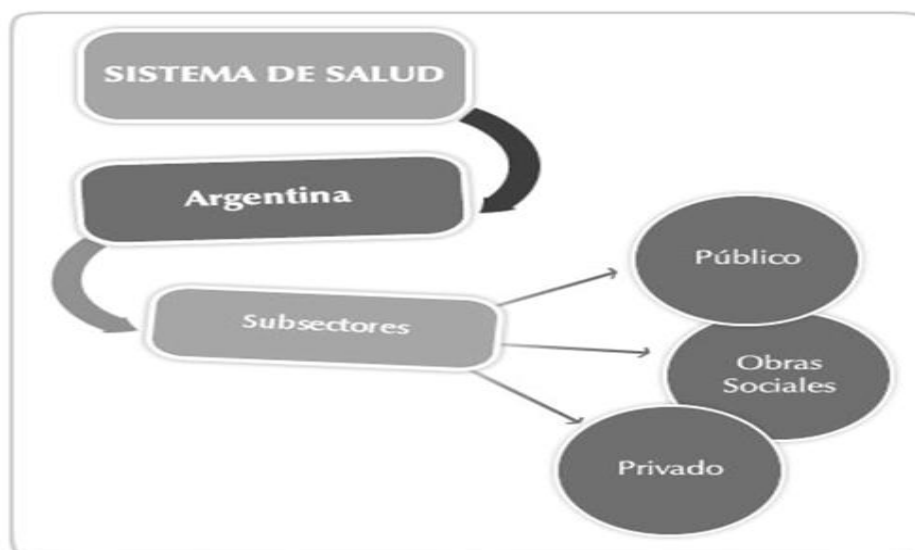 SISTEMA DE SALUD
Argentina
Subsectores
Público
Obras
Sociales
Privado